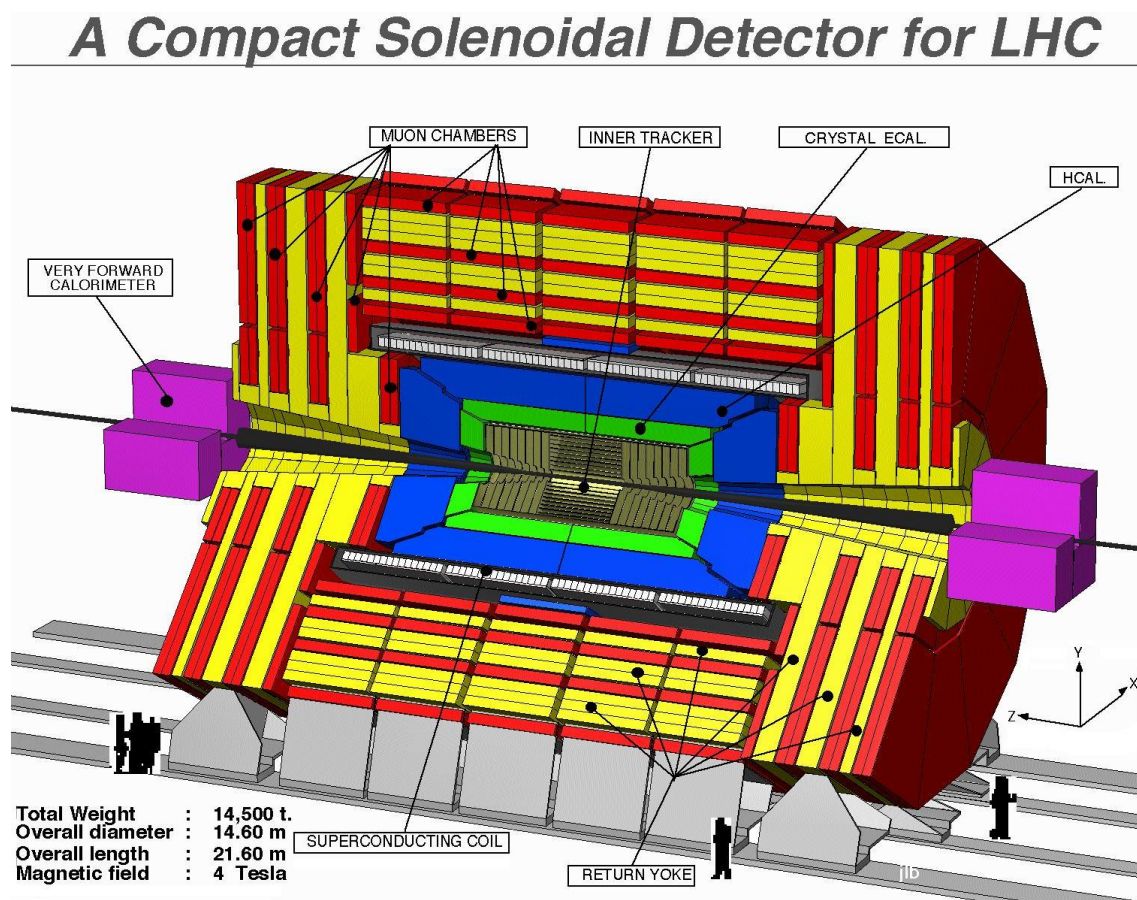 A Compact Solenoidal Detector for LHC
MUON CHAMBERS
INNER TRACKER
CRYSTAL ECAL.
HCAL.
VERY FORWARD
CALORIMETER
Y
X
Z
Total Weight : 14,500 t.
Overall diameter : 14.60 m
Overall length : 21.60 m
Magnetic field : 4 Tesla
SUPERCONDUCTING COIL
RETURN YOKE
jlb